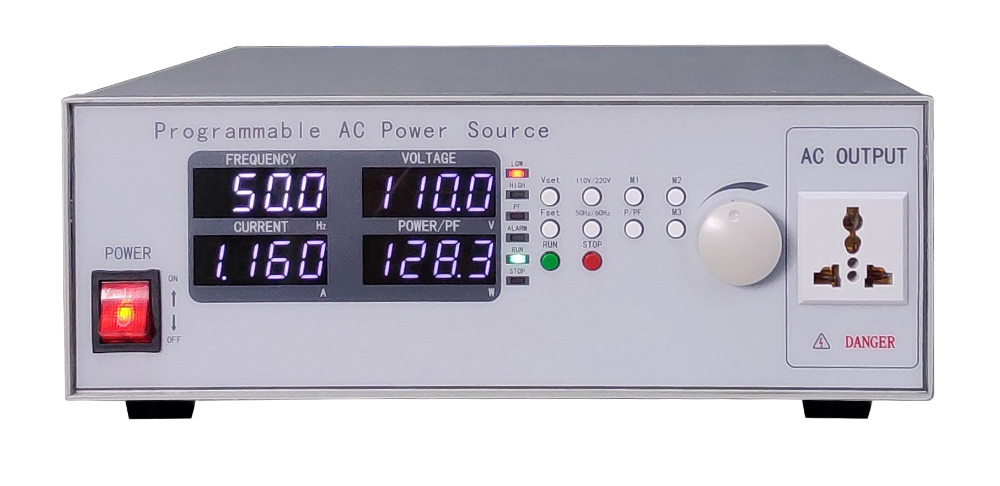 Programmable AC Power Source
FREQUENCY
50.0
Hz
VOLTAGE
110.0
V
CURRENT
1.160
A
POWER/PF
128.3
W
LOW
HIGH
PF
ALARM
RUN
STOP
Vset
110V/220V
M1
M2
Fset
50Hz/60Hz
P/PF
M3
RUN
STOP
POWER
ON
OFF
AC OUTPUT
DANGER